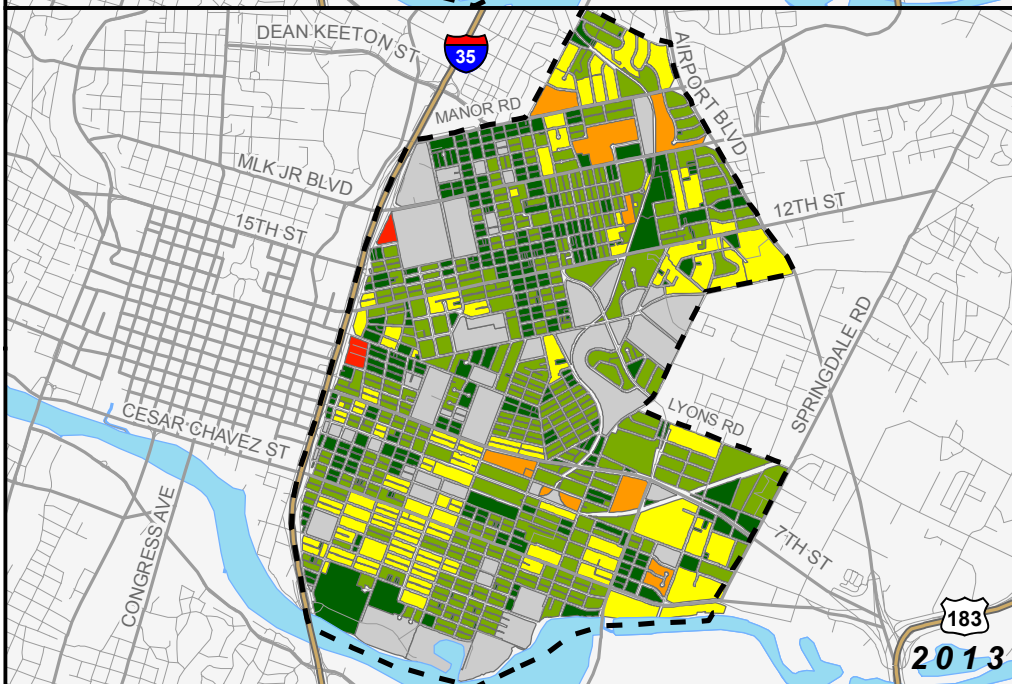 DEAN KEETON ST
35
AIRPORT BLVD
MANOR RD
MLK JR BLVD
12TH ST
15TH ST
SPRINGDALE RD
LYONS RD
CESAR CHAVEZ ST
CONGRESS AVE
7TH ST
183
2013